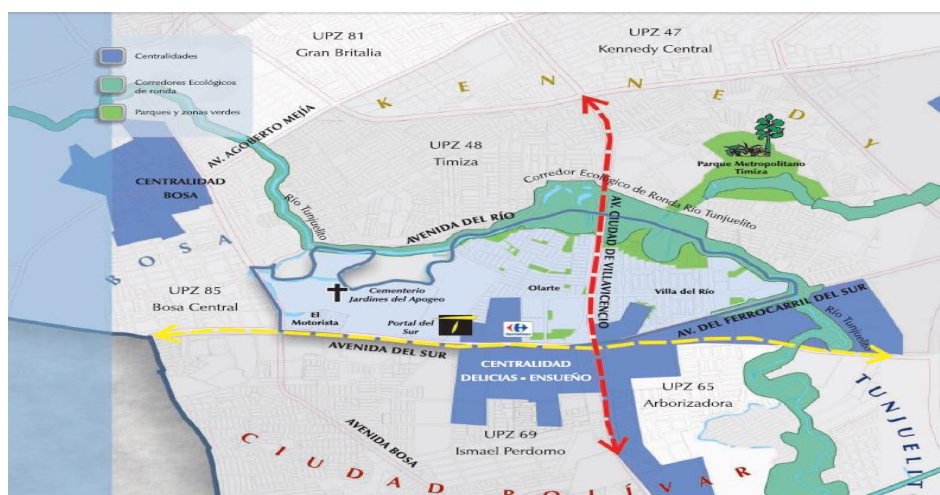 UPZ 81
Gran Britalia
UPZ 47
Kennedy Central
Centralidades
Corredores Ecológicos
de ronda
Parques y zonas verdes
KENNEDY
AV. AGOBERTO MEJÍA
UPZ 48
Timiza
Parque Metropolitano
Timiza
CENTRALIDAD
BOSA
Corredor Ecológico de Ronda Río Tunjuelito
Río Tunjuelito
AVENIDA DEL RÍO
AV. CIUDAD DE VILLAVICENCIO
BOSA
UPZ 85
Bosa Central
Cementerio
Jardines del Apogeo
Olarte
Villa del Río
El
Motorista
Portal del
Sur
AV. DEL FERROCARRIL DEL SUR
Río Tunjuelito
AVENIDA DEL SUR
CENTRALIDAD
DELICIAS - ENSUEÑO
UPZ 65
Arborizadora
TUNJUELIT
AVENIDA BOSA
UPZ 69
Ismael Perdomo
CIUDAD BOLÍVAR